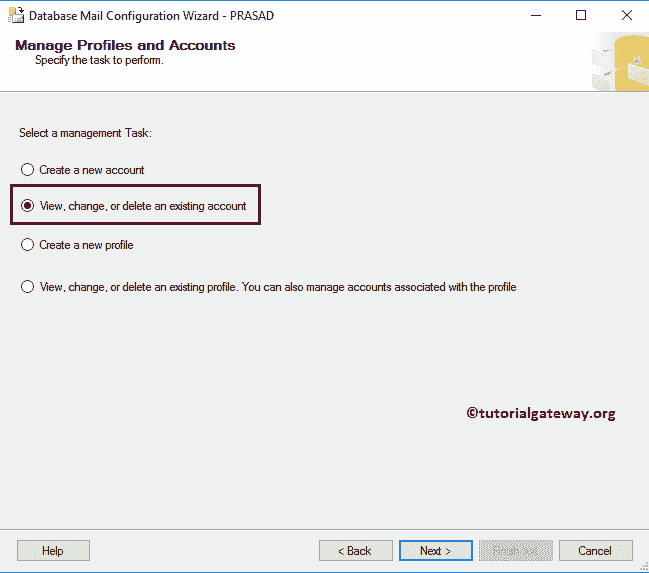 Database Mail Configuration Wizard - PRASAD
Manage Profiles and Accounts
Specify the task to perform.
Select a management Task:
Create a new account
View, change, or delete an existing account
Create a new profile
View, change, or delete an existing profile. You can also manage accounts associated with the profile
©tutorialgateway.org
Help
< Back
Next >
Finish >>|
Cancel